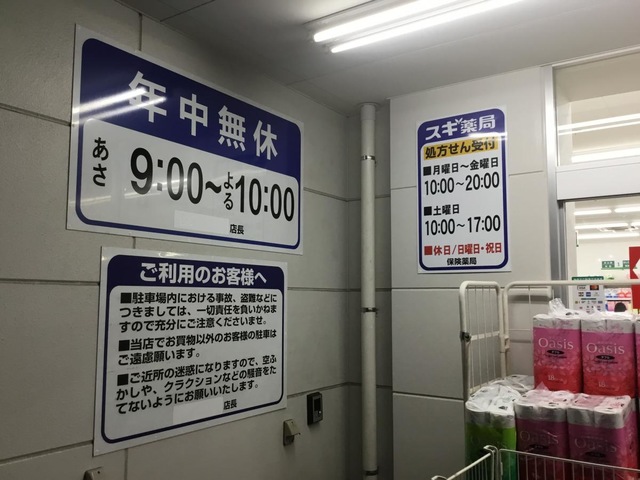 年中無休
あさ 9:00～よる10:00
店長
ご利用のお客様へ
■駐車場内における事故、盗難などに
つきましては、一切責任を負いかねま
すので充分にご注意くださいませ。
■当店でお買物以外のお客様の駐車は
ご遠慮願います。
■ご近所の迷惑になりますので、空ふ
かしや、クラクションなどの騒音をた
てないようにお願いいたします。
店長
スギ薬局
処方せん受付
■月曜日～金曜日
10:00～20:00
■土曜日
10:00～17:00
■休日/日曜日・祝日
保険薬局
Oasis
Oasis
Oasis
Oasis